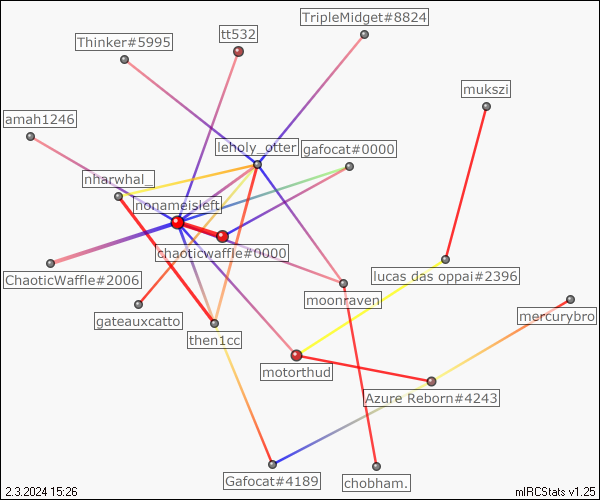 TripleMidget#8824
tt532
Thinker#5995
mukszi
amah1246
leholy_otter
gafocat#0000
nharwhal_
nonameisleft
chaoticwaffle#0000
ChaoticWaffle#2006
lucas das oppai#2396
moonraven
mercurybro
gateauxcatto
then1cc
motorthud
Azure Reborn#4243
Gafocat#4189
chobham.
2.3.2024 15:26
mIRCStats v1.25